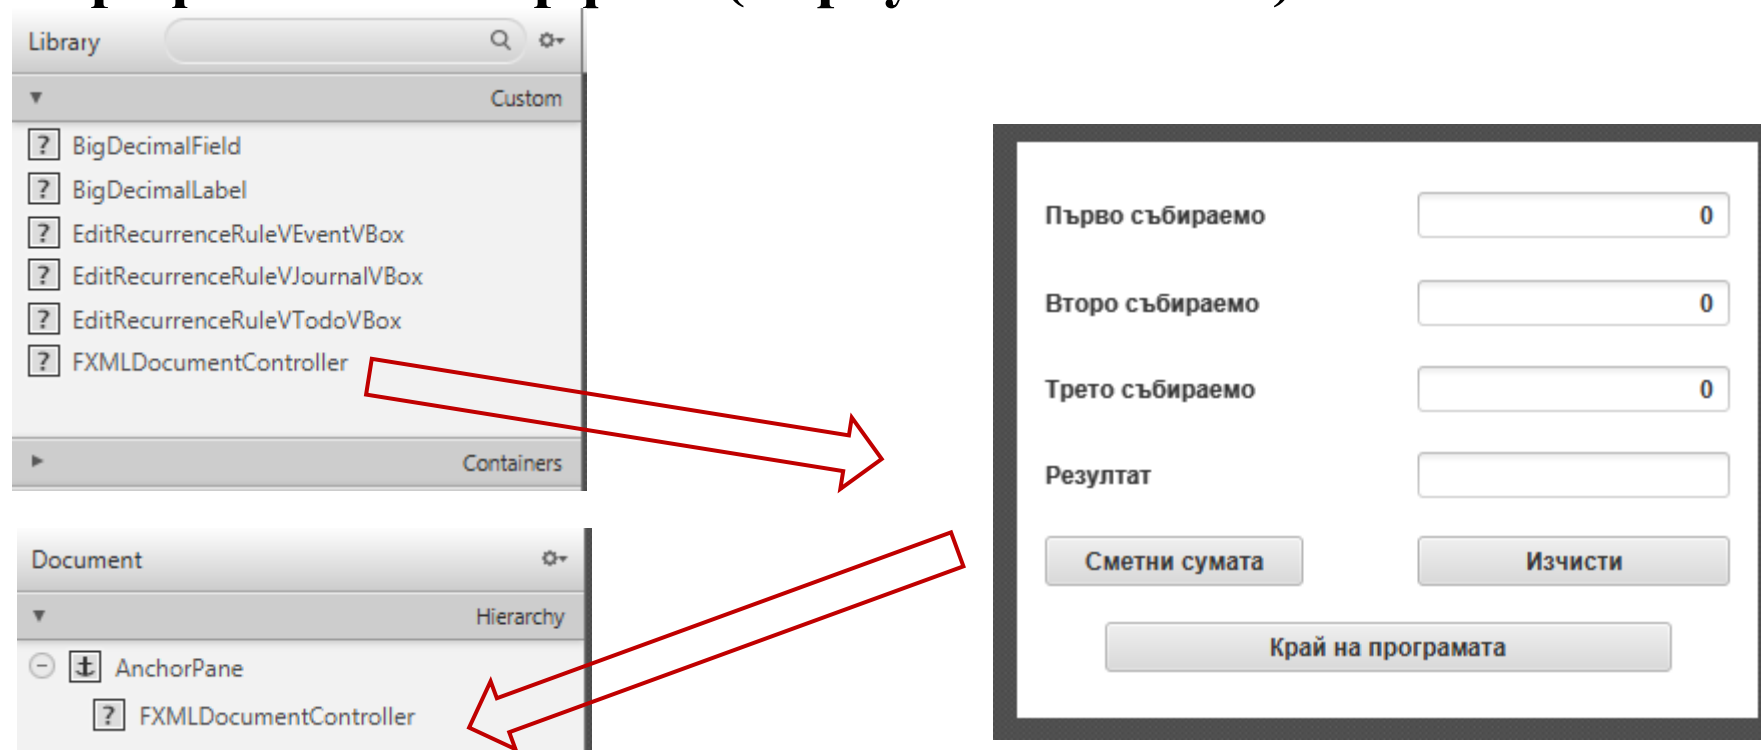 Library
Custom
BigDecimalField
BigDecimalLabel
EditRecurrenceRuleVEventVBox
EditRecurrenceRuleVJournalVBox
EditRecurrenceRuleVTodoVBox
FXMLDocumentController
Containers
Document
Hierarchy
AnchorPane
FXMLDocumentController
Първо събираемо 0
Второ събираемо 0
Трето събираемо 0
Резултат
Сметни сумата Изчисти
Край на програмата